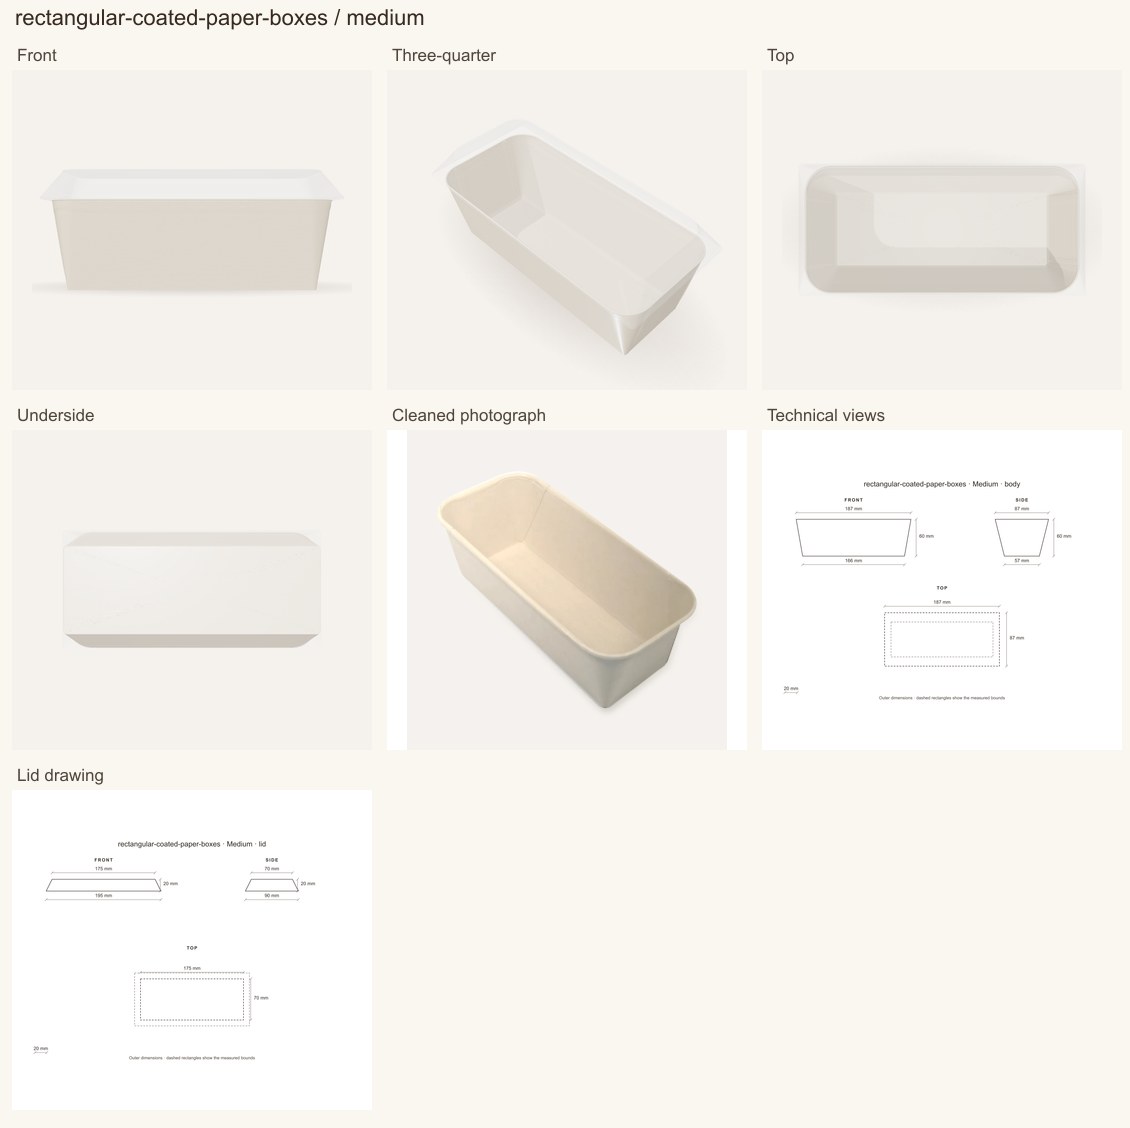 rectangular-coated-paper-boxes / medium
Front
Three-quarter
Top
Underside
Cleaned photograph
Technical views
rectangular-coated-paper-boxes · Medium · body
FRONT
SIDE
187 mm
87 mm
60 mm
60 mm
166 mm
57 mm
TOP
187 mm
87 mm
20 mm
Outer dimensions · dashed rectangles show the measured bounds
Lid drawing
rectangular-coated-paper-boxes · Medium · lid
FRONT
SIDE
175 mm
70 mm
20 mm
20 mm
195 mm
90 mm
TOP
175 mm
70 mm
20 mm
Outer dimensions · dashed rectangles show the measured bounds